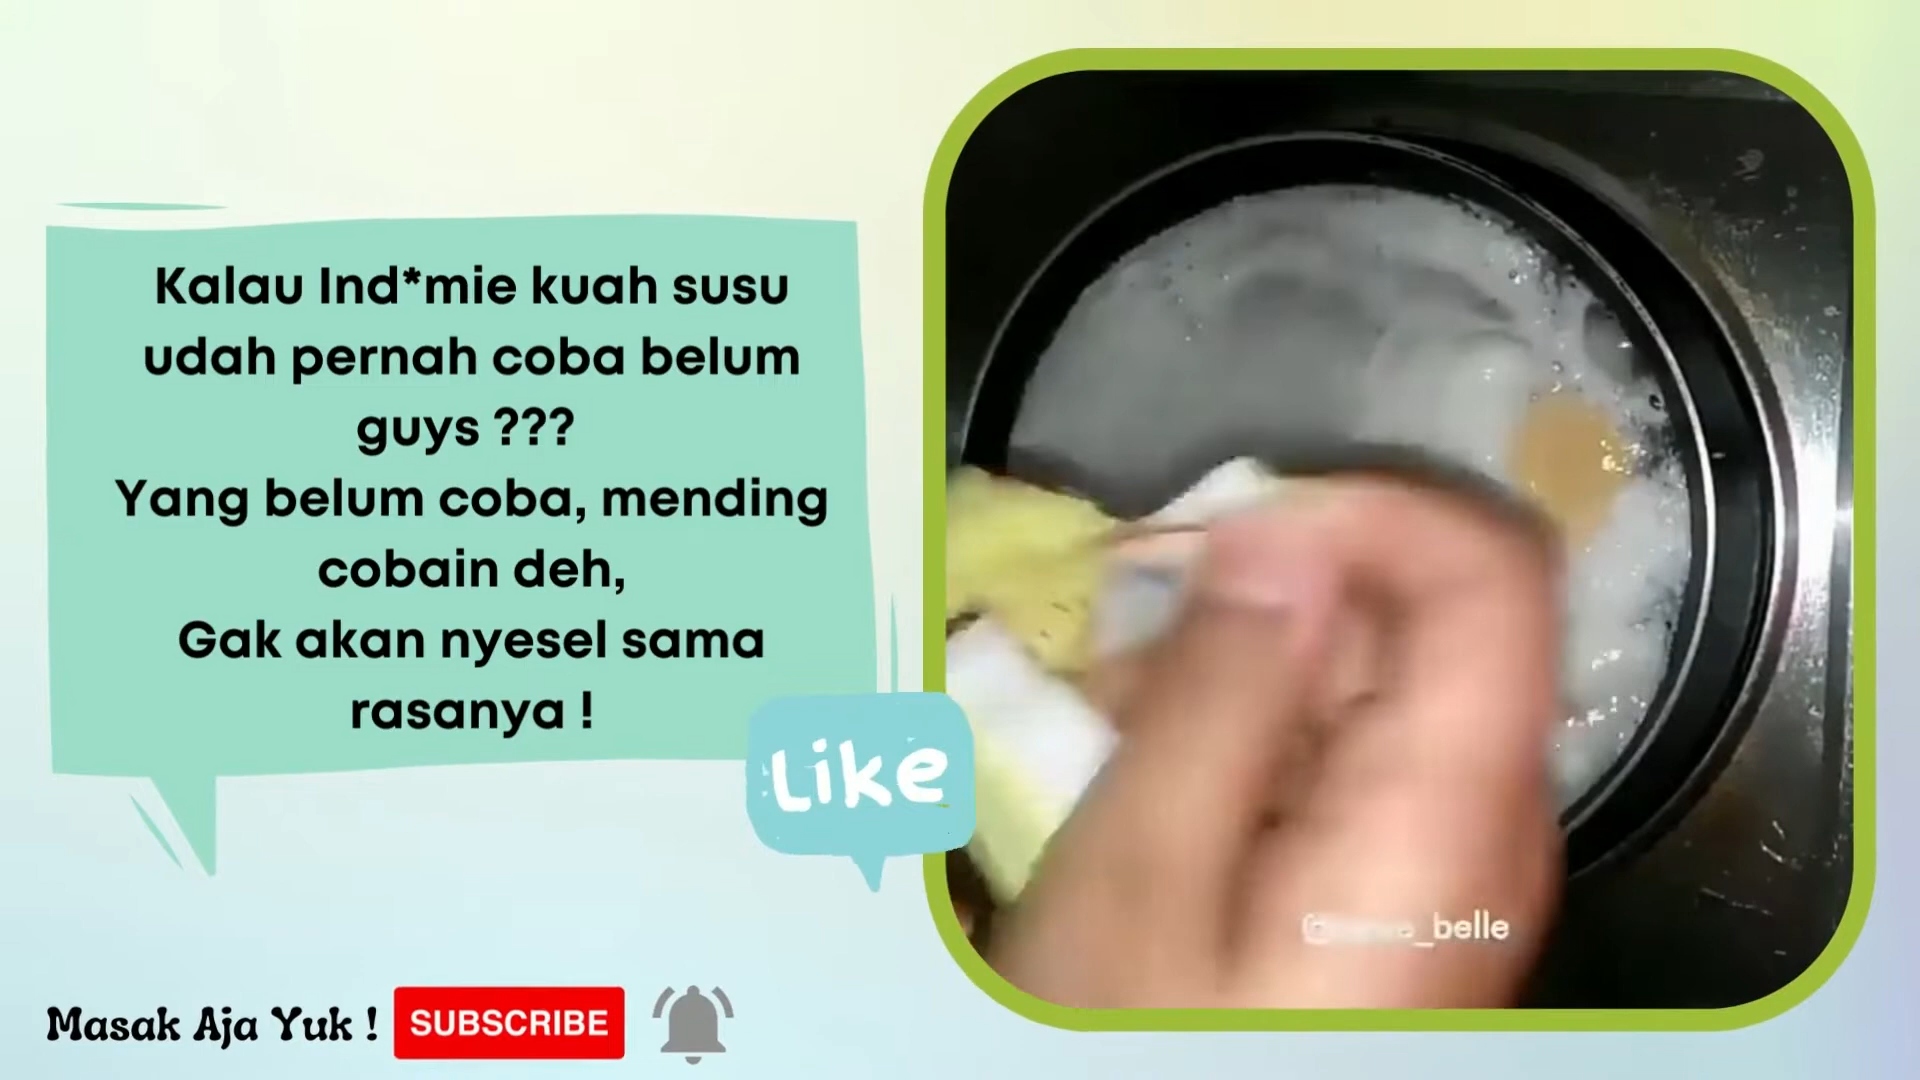 Kalau Ind*mie kuah susu
udah pernah coba belum
guys ???
Yang belum coba, mending
cobain deh,
Gak akan nyesel sama
rasanya !
Like
Masak Aja Yuk !
SUBSCRIBE